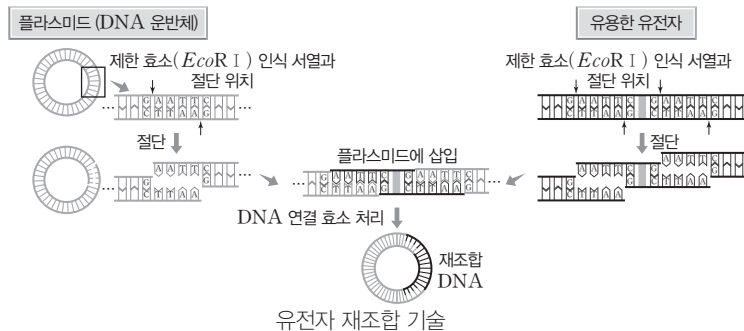 플라스미드 (DNA 운반체)
유용한 유전자
제한 효소(EcoRⅠ) 인식 서열과
절단 위치
제한 효소(EcoRⅠ) 인식 서열과
절단 위치
G A A T T C
C T T A A G
G A A T T C G A A T T C
C T T A A G C T T A A G
절단
절단
플라스미드에 삽입
A A T T C
G
G
C T T A A
G A A T T C G A A T T C
C T T A A G C T T A A G
DNA 연결 효소 처리
재조합
DNA
유전자 재조합 기술